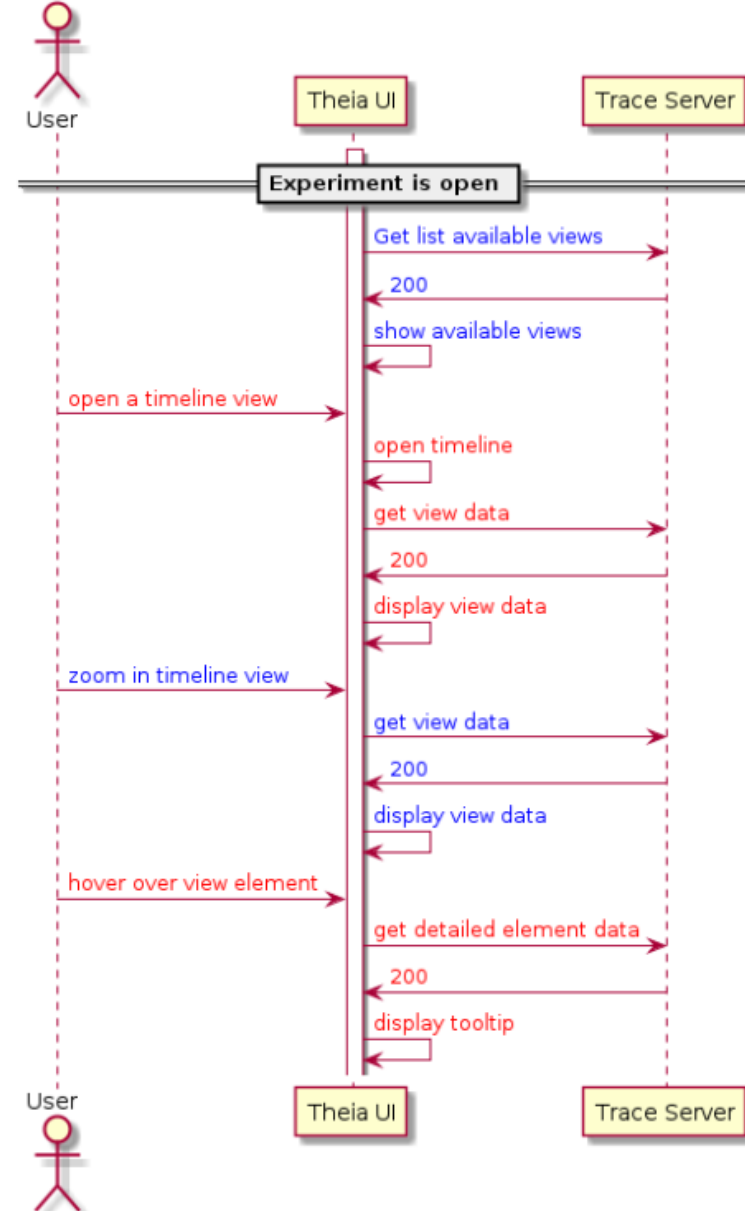 User
Theia UI
Trace Server
Experiment is open
Get list available views
200
show available views
open a timeline view
open timeline
get view data
200
display view data
zoom in timeline view
get view data
200
display view data
hover over view element
get detailed element data
200
display tooltip
User
Theia UI
Trace Server